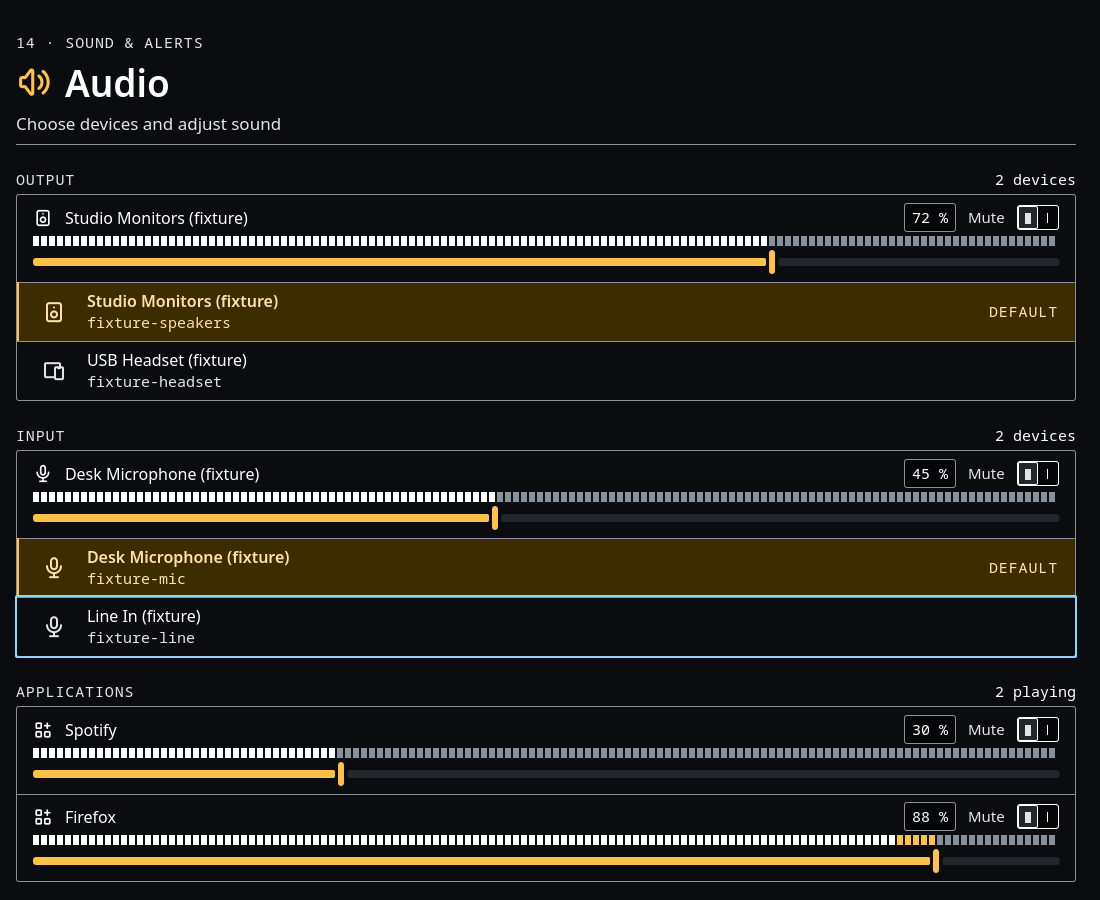 14 · SOUND & ALERTS
Audio
Choose devices and adjust sound
OUTPUT 2 devices
Studio Monitors (fixture) 72 % Mute
Studio Monitors (fixture)
fixture-speakers
DEFAULT
USB Headset (fixture)
fixture-headset
INPUT 2 devices
Desk Microphone (fixture) 45 % Mute
Desk Microphone (fixture)
fixture-mic
DEFAULT
Line In (fixture)
fixture-line
APPLICATIONS 2 playing
Spotify 30 % Mute
Firefox 88 % Mute